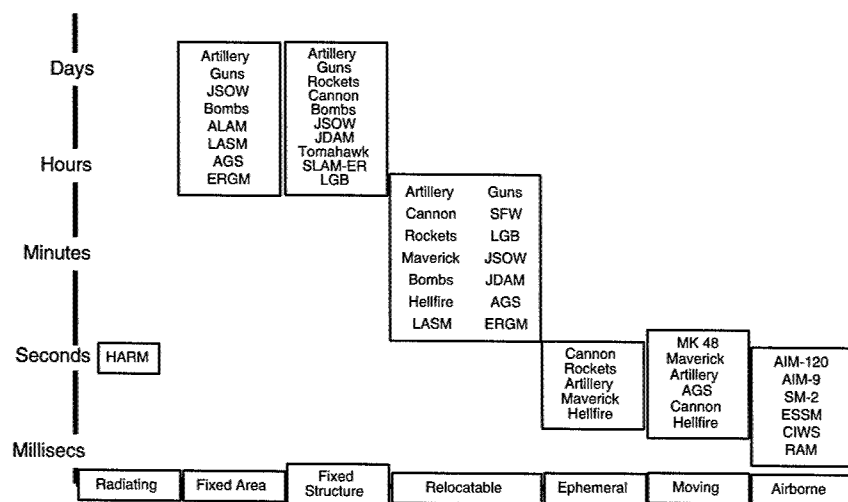 Days
Hours
Minutes
Seconds
Millisecs
HARM
Artillery
Guns
JSOW
Bombs
ALAM
LASM
AGS
ERGM
Artillery
Guns
Rockets
Cannon
Bombs
JSOW
JDAM
Tomahawk
SLAM-ER
LGB
Artillery Guns
Cannon SFW
Rockets LGB
Maverick JSOW
Bombs JDAM
Hellfire AGS
LASM ERGM
Cannon
Rockets
Artillery
Maverick
Hellfire
MK 48
Maverick
Artillery
AGS
Cannon
Hellfire
AIM-120
AIM-9
SM-2
ESSM
CIWS
RAM
Radiating
Fixed Area
Fixed
Structure
Relocatable
Ephemeral
Moving
Airborne